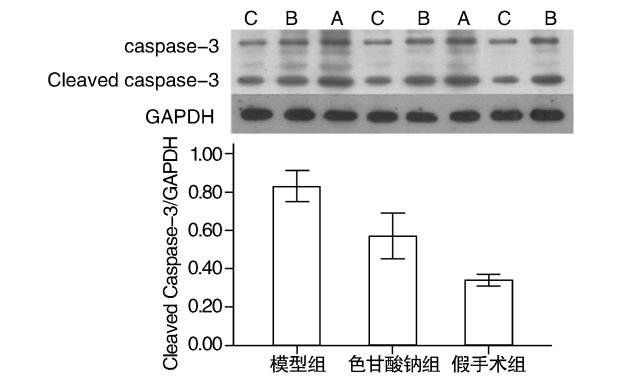 C B A C B A C B
caspase-3
Cleaved caspase-3
GAPDH
Cleaved Caspase-3/GAPDH
1.00
0.80
0.60
0.40
0.20
0.00
模型组 色甘酸钠组 假手术组